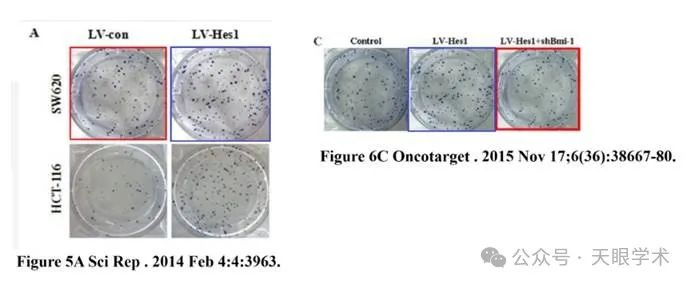 A
LV-con LV-Hes1
SW620
HCT-116
Figure 5A Sci Rep . 2014 Feb 4:4:3963.
C
Control LV-Hes1 LV-Hes1+shBmi-1
Figure 6C Oncotarget . 2015 Nov 17;6(36):38667-80.
公众号 · 天眼学术